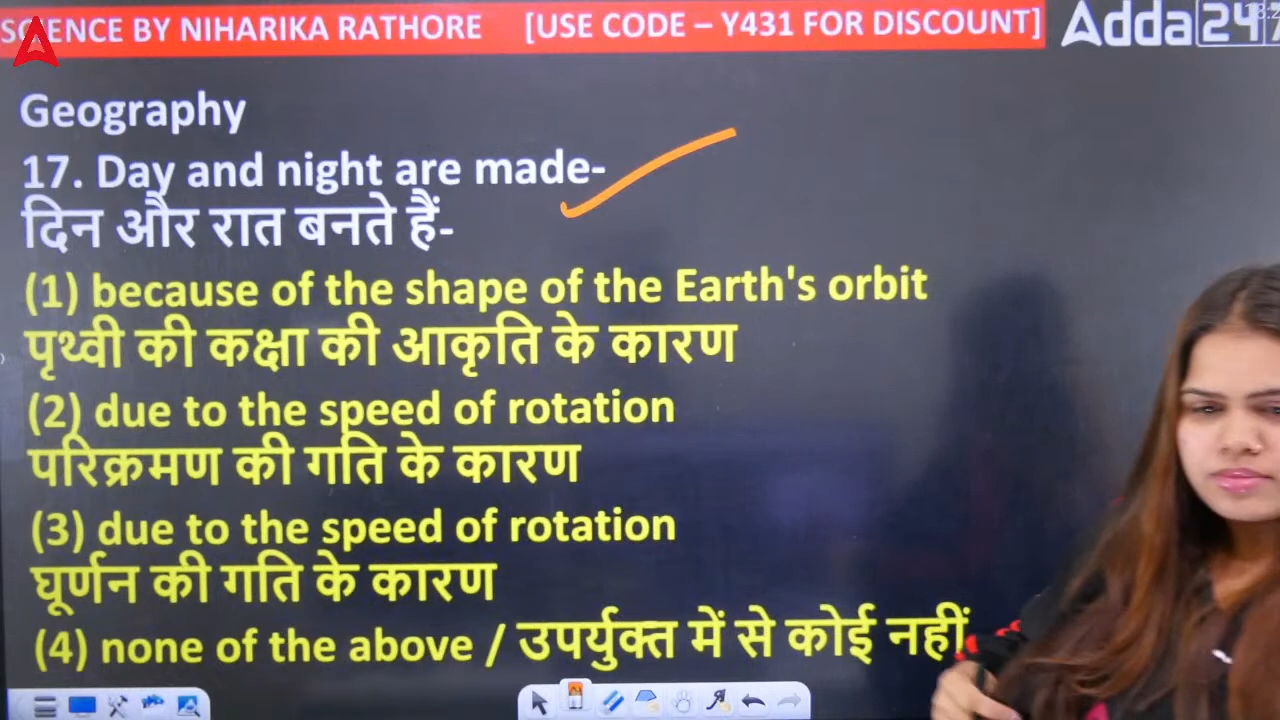 SCIENCE BY NIHARIKA RATHORE [USE CODE – Y431 FOR DISCOUNT]
Adda247
Geography
17. Day and night are made-
दिन और रात बनते हैं-
(1) because of the shape of the Earth's orbit
पृथ्वी की कक्षा की आकृति के कारण
(2) due to the speed of rotation
परिक्रमण की गति के कारण
(3) due to the speed of rotation
घूर्णन की गति के कारण
(4) none of the above / उपर्युक्त में से कोई नहीं